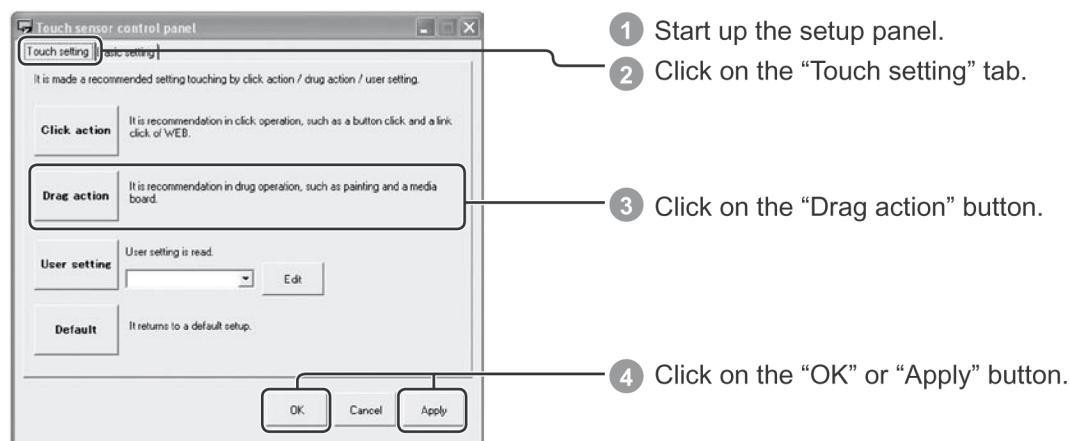 Touch sensor control panel
Touch setting Basic setting
It is made a recommended setting touching by click action / drug action / user setting.
Click action
It is recommendation in click operation, such as a button click and a link
click of WEB.
Drag action
It is recommendation in drug operation, such as painting and a media
board.
User setting
User setting is read.
Edit
Default
It returns to a default setup.
OK Cancel Apply
1 Start up the setup panel.
2 Click on the “Touch setting” tab.
3 Click on the “Drag action” button.
4 Click on the “OK” or “Apply” button.